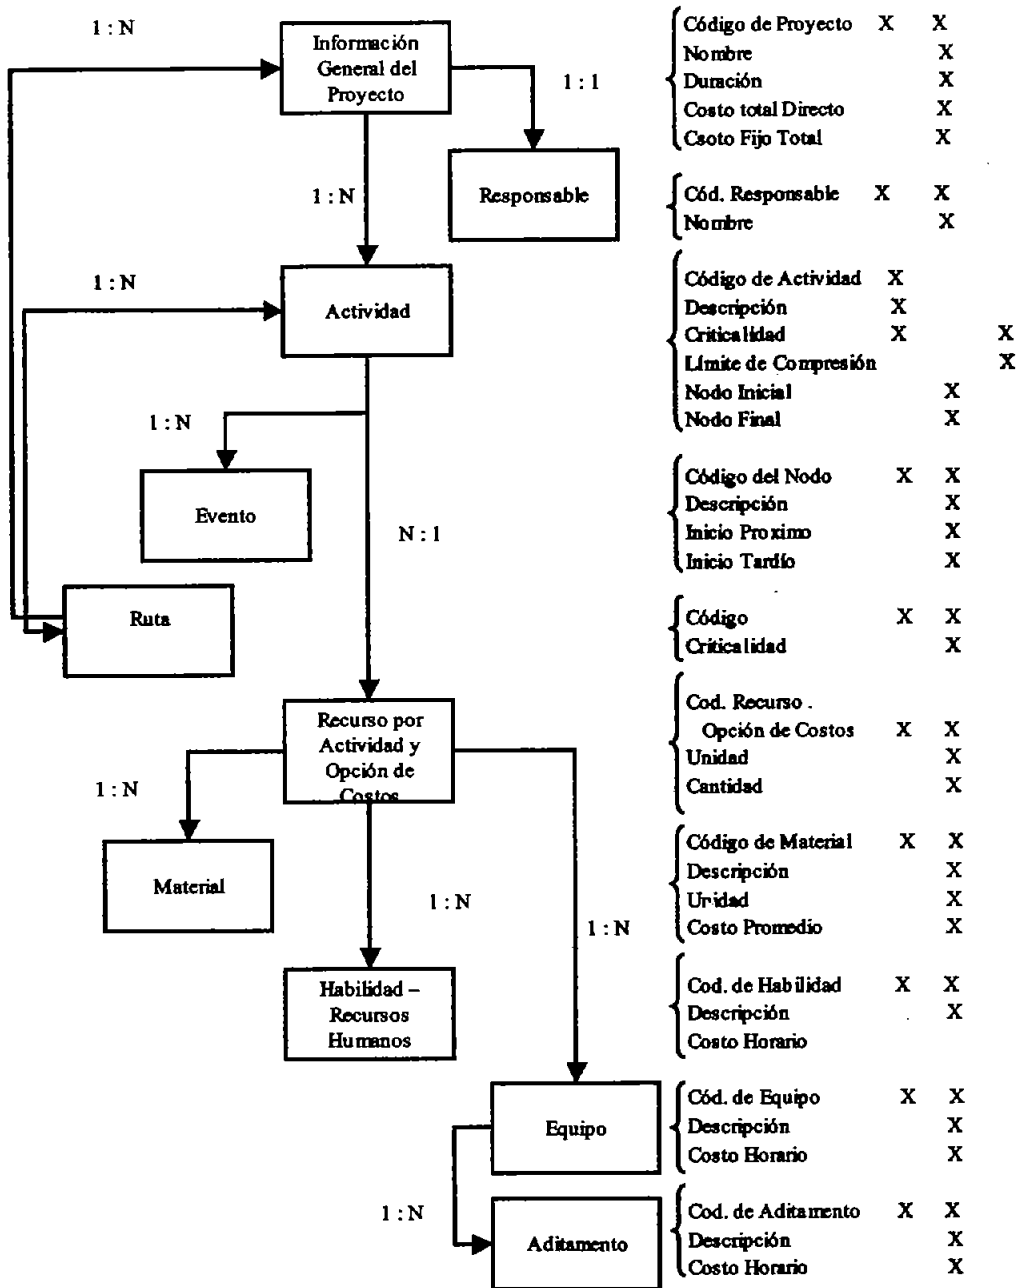 1 : N
Información
General del
Proyecto
1 : 1
Responsable
1 : N
1 : N
Actividad
1 : N
Evento
N : 1
Ruta
Recurso por
Actividad y
Opción de
Costos
1 : N
Material
1 : N
1 : N
Habilidad –
Recursos
Humanos
Equipo
1 : N
Aditamento
Código de Proyecto X X
Nombre X
Duración X
Costo total Directo X
Csoto Fijo Total X
Cód. Responsable X X
Nombre X
Código de Actividad X
Descripción X
Criticalidad X X
Límite de Compresión X
Nodo Inicial X
Nodo Final X
Código del Nodo X X
Descripción X
Inicio Proximo X
Inicio Tardío X
Código X X
Criticalidad X
Cod. Recurso .
Opción de Costos X X
Unidad X
Cantidad X
Código de Material X X
Descripción X
Unidad X
Costo Promedio X
Cod. de Habilidad X X
Descripción X
Costo Horario
Cód. de Equipo X X
Descripción X
Costo Horario X
Cod. de Aditamento X X
Descripción X
Costo Horario X